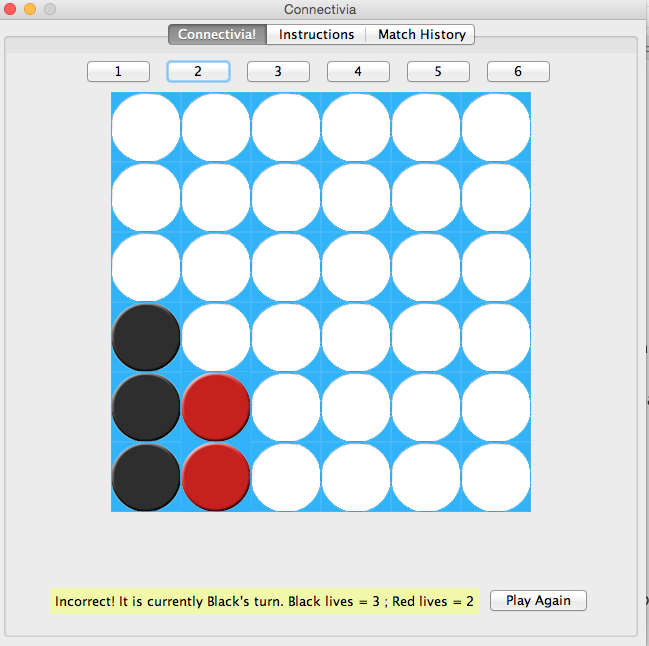 Connectivia
Connectivia! Instructions Match History
1 2 3 4 5 6
Incorrect! It is currently Black's turn. Black lives = 3 ; Red lives = 2 Play Again